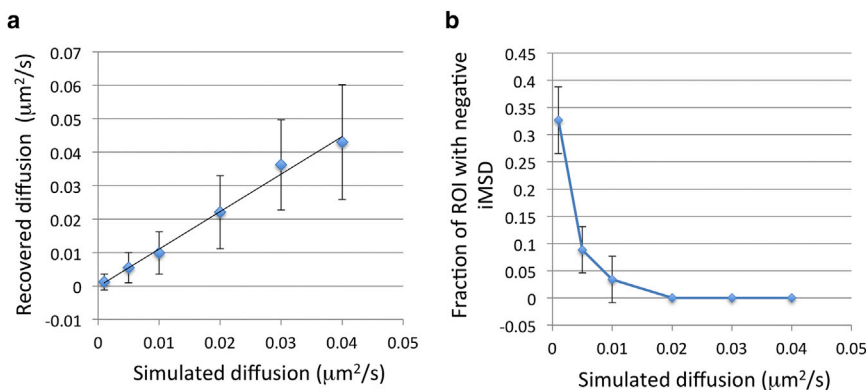 a
Recovered diffusion (μm²/s)
0.07
0.06
0.05
0.04
0.03
0.02
0.01
0
-0.01
0 0.01 0.02 0.03 0.04 0.05
Simulated diffusion (μm²/s)
b
Fraction of ROI with negative
iMSD
0.45
0.4
0.35
0.3
0.25
0.2
0.15
0.1
0.05
0
-0.05
0 0.01 0.02 0.03 0.04 0.05
Simulated diffusion (μm²/s)